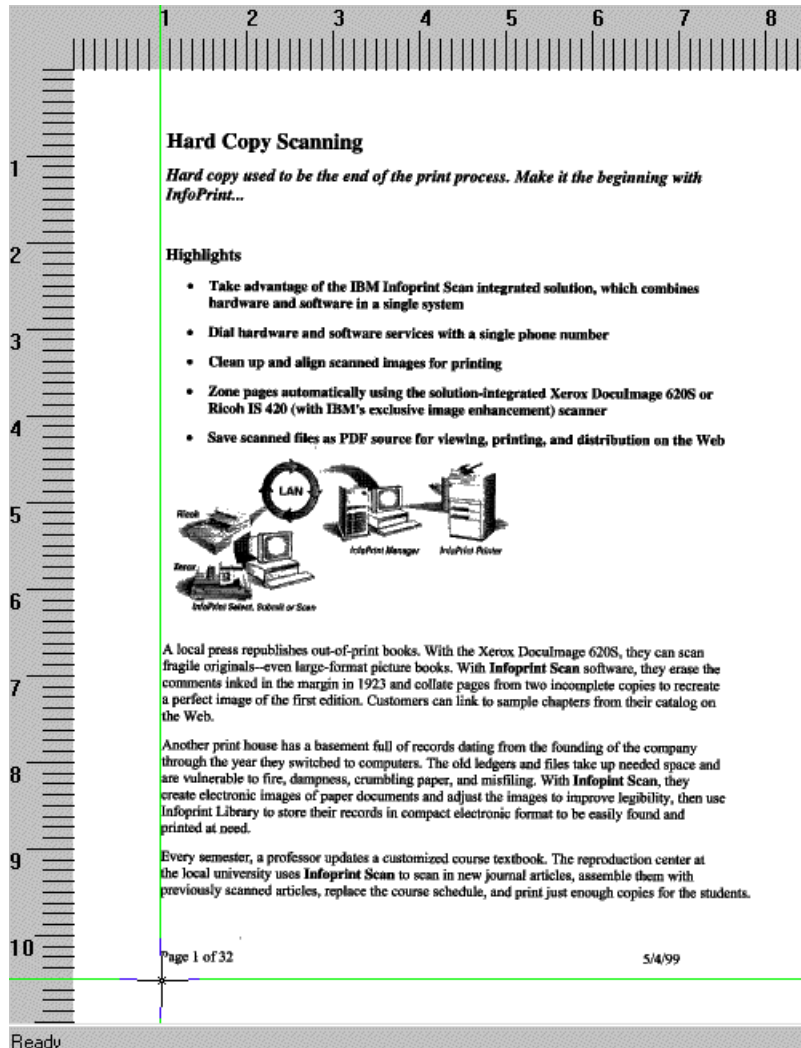 1 2 3 4 5 6 7 8
Hard Copy Scanning
1
Hard copy used to be the end of the print process. Make it the beginning with
InfoPrint...
2
Highlights
• Take advantage of the IBM Infoprint Scan integrated solution, which combines
hardware and software in a single system
3
• Dial hardware and software services with a single phone number
• Clean up and align scanned images for printing
• Zone pages automatically using the solution-integrated Xerox DocuImage 620S or
Ricoh IS 420 (with IBM's exclusive image enhancement) scanner
4
• Save scanned files as PDF source for viewing, printing, and distribution on the Web
LAN
5
Ricoh
InfoPrint Manager InfoPrint Printer
Xerox
6
InfoPrint Select, Submit or Scan
A local press republishes out-of-print books. With the Xerox DocuImage 620S, they can scan
fragile originals--even large-format picture books. With Infoprint Scan software, they erase the
7
comments inked in the margin in 1923 and collate pages from two incomplete copies to recreate
a perfect image of the first edition. Customers can link to sample chapters from their catalog on
the Web.
Another print house has a basement full of records dating from the founding of the company
through the year they switched to computers. The old ledgers and files take up needed space and
8
are vulnerable to fire, dampness, crumbling paper, and misfiling. With Infopint Scan, they
create electronic images of paper documents and adjust the images to improve legibility, then use
Infoprint Library to store their records in compact electronic format to be easily found and
printed at need.
9
Every semester, a professor updates a customized course textbook. The reproduction center at
the local university uses Infoprint Scan to scan in new journal articles, assemble them with
previously scanned articles, replace the course schedule, and print just enough copies for the students.
10
Page 1 of 32 5/4/99
Ready